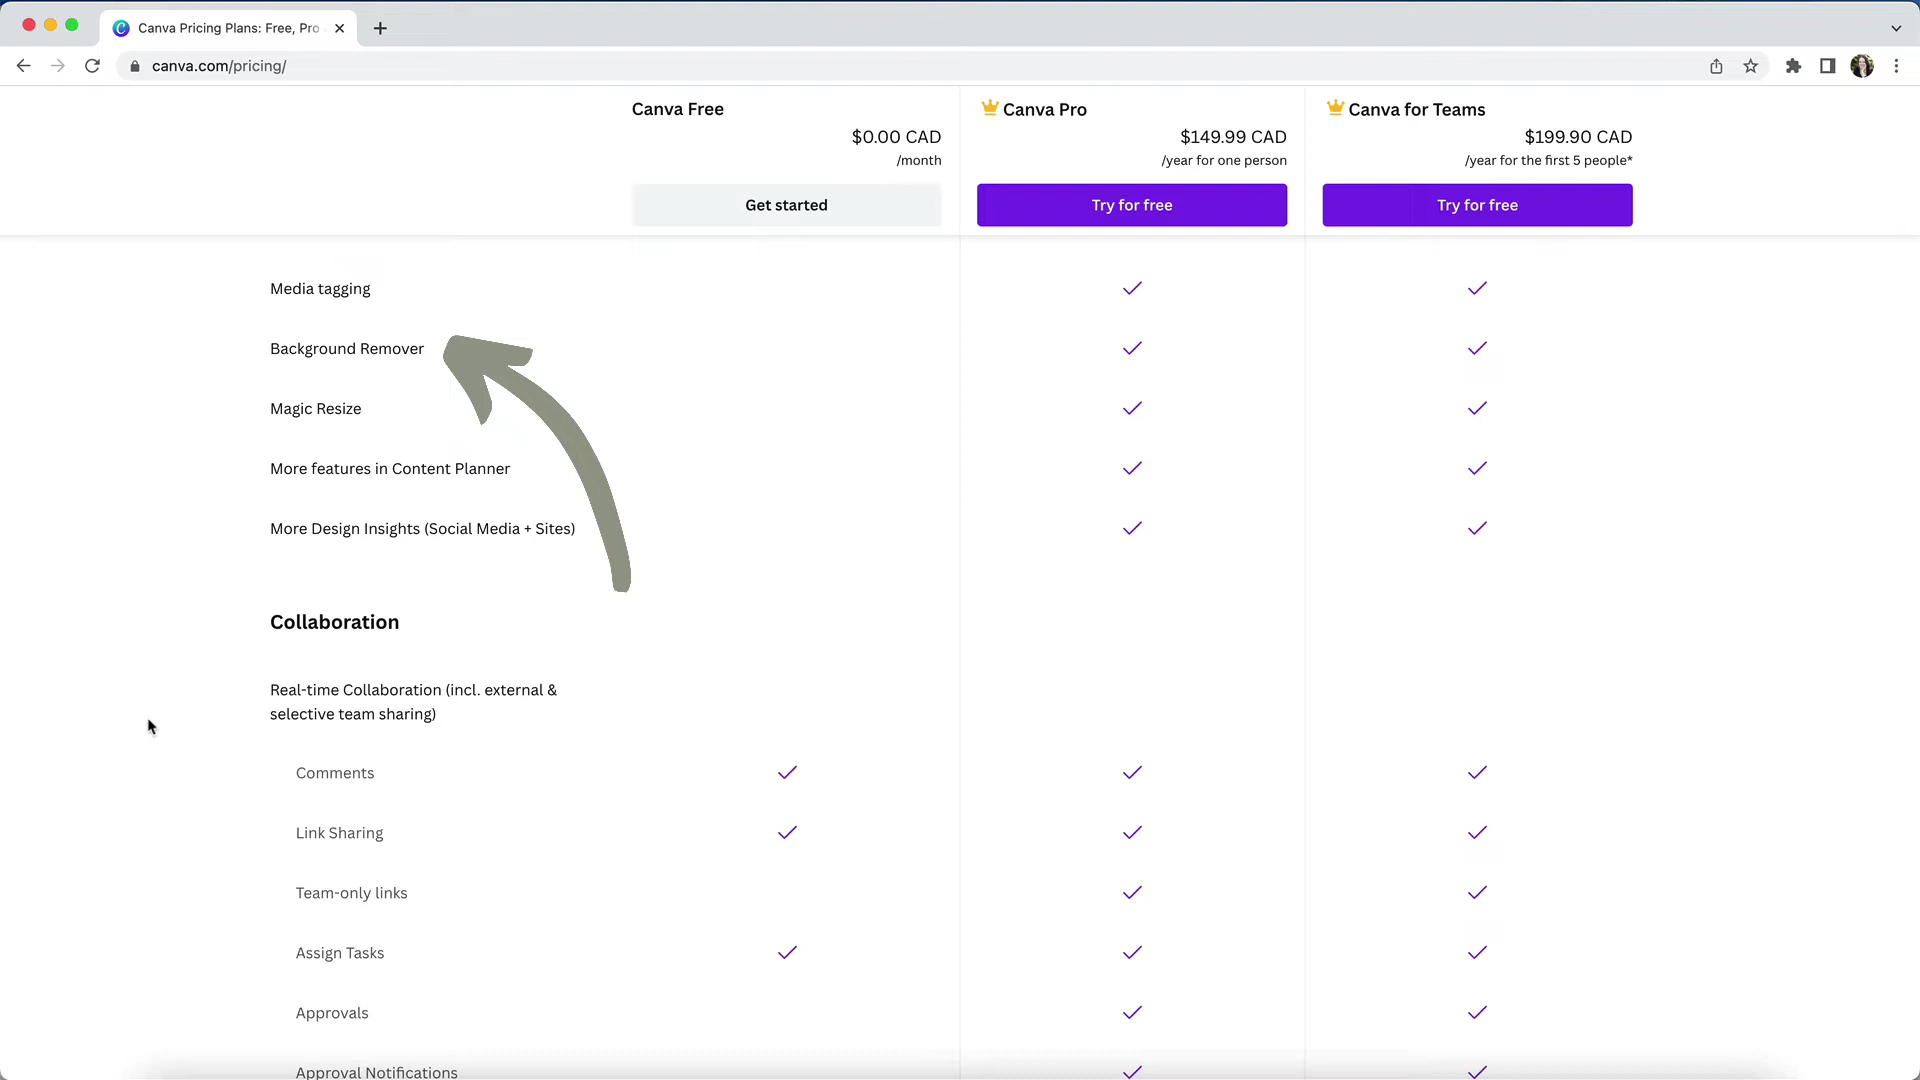 Canva Pricing Plans: Free, Pro
canva.com/pricing/
Canva Free
$0.00 CAD
/month
Get started
Canva Pro
$149.99 CAD
/year for one person
Try for free
Canva for Teams
$199.90 CAD
/year for the first 5 people*
Try for free
Media tagging
Background Remover
Magic Resize
More features in Content Planner
More Design Insights (Social Media + Sites)
Collaboration
Real-time Collaboration (incl. external &
selective team sharing)
Comments
Link Sharing
Team-only links
Assign Tasks
Approvals
Approval Notifications